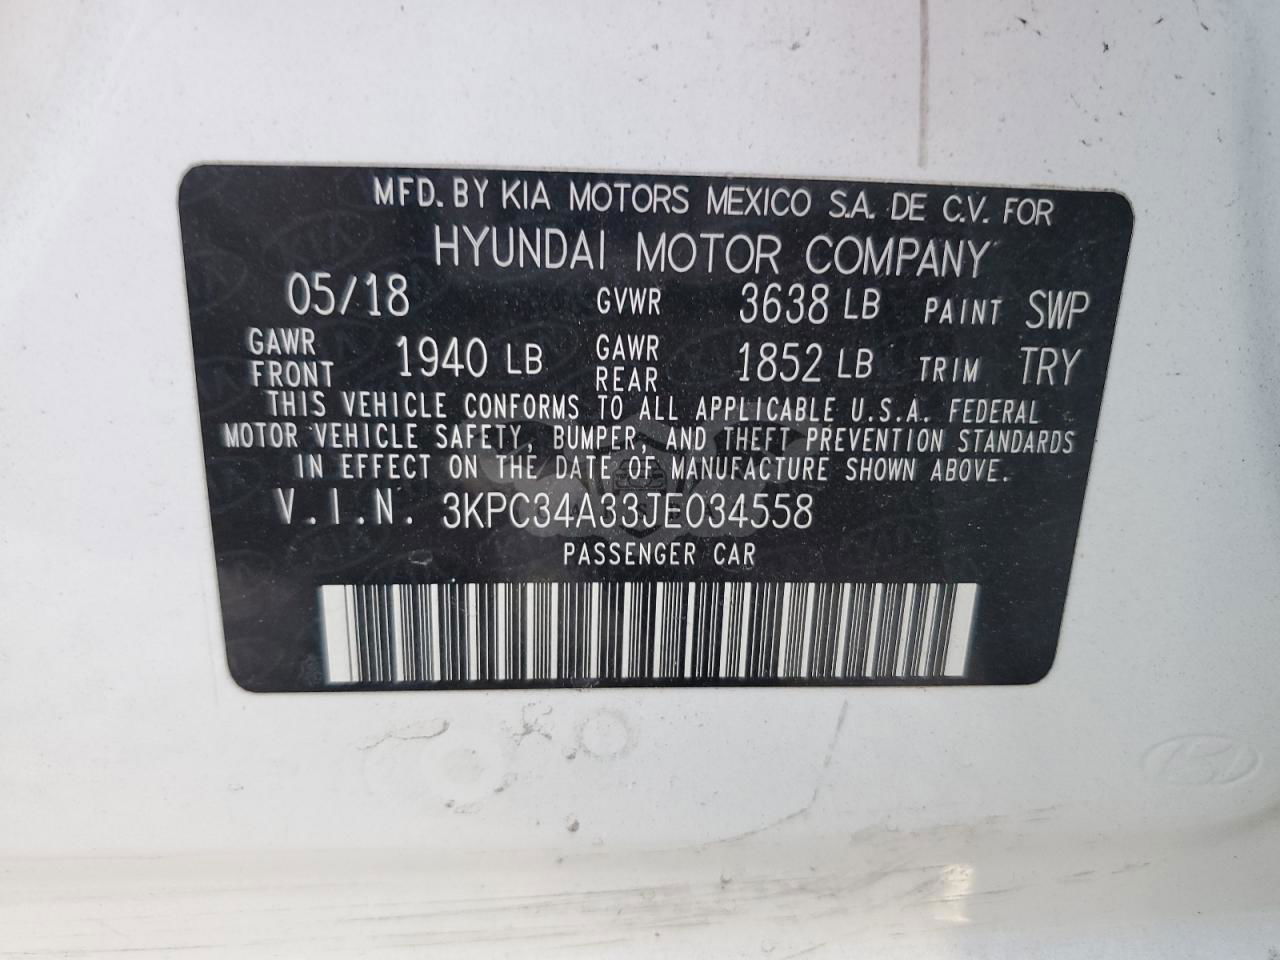 MFD. BY KIA MOTORS MEXICO S.A. DE C.V. FOR
HYUNDAI MOTOR COMPANY
05/18 GVWR 3638 LB PAINT SWP
GAWR FRONT 1940 LB GAWR REAR 1852 LB TRIM TRY
THIS VEHICLE CONFORMS TO ALL APPLICABLE U.S.A. FEDERAL
MOTOR VEHICLE SAFETY, BUMPER, AND THEFT PREVENTION STANDARDS
IN EFFECT ON THE DATE OF MANUFACTURE SHOWN ABOVE.
V.I.N. 3KPC34A33JE034558
PASSENGER CAR